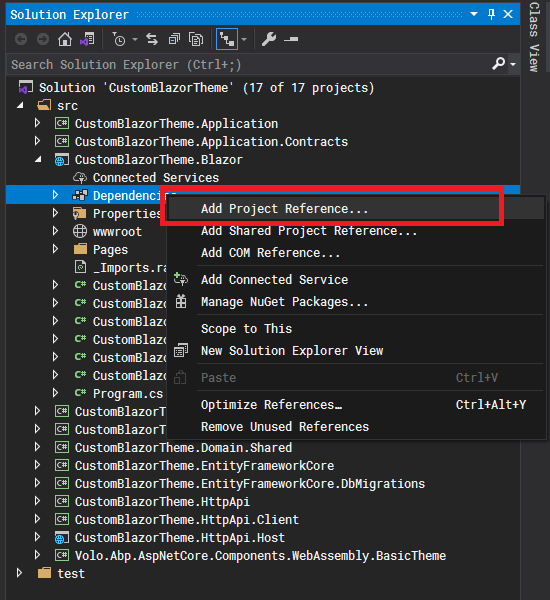 Solution Explorer
Class View
Search Solution Explorer (Ctrl+;)
Solution 'CustomBlazorTheme' (17 of 17 projects)
src
C# CustomBlazorTheme.Application
C# CustomBlazorTheme.Application.Contracts
CustomBlazorTheme.Blazor
Connected Services
Dependencies
Add Project Reference...
Properties
Add Shared Project Reference...
wwwroot
Pages
Add COM Reference...
_Imports.ra
Add Connected Service
C# CustomBlazo
Manage NuGet Packages...
C# CustomBlazo
C# CustomBlazo
Scope to This
C# CustomBlazo
New Solution Explorer View
C# CustomBlazo
Paste Ctrl+V
C# CustomBlazo
C# Program.cs
Optimize References… Ctrl+Alt+Y
C# CustomBlazorTh
Remove Unused References
C# CustomBlazorTh
C# CustomBlazorTheme.Domain.Shared
C# CustomBlazorTheme.EntityFrameworkCore
C# CustomBlazorTheme.EntityFrameworkCore.DbMigrations
C# CustomBlazorTheme.HttpApi
C# CustomBlazorTheme.HttpApi.Client
CustomBlazorTheme.HttpApi.Host
C# Volo.Abp.AspNetCore.Components.WebAssembly.BasicTheme
test